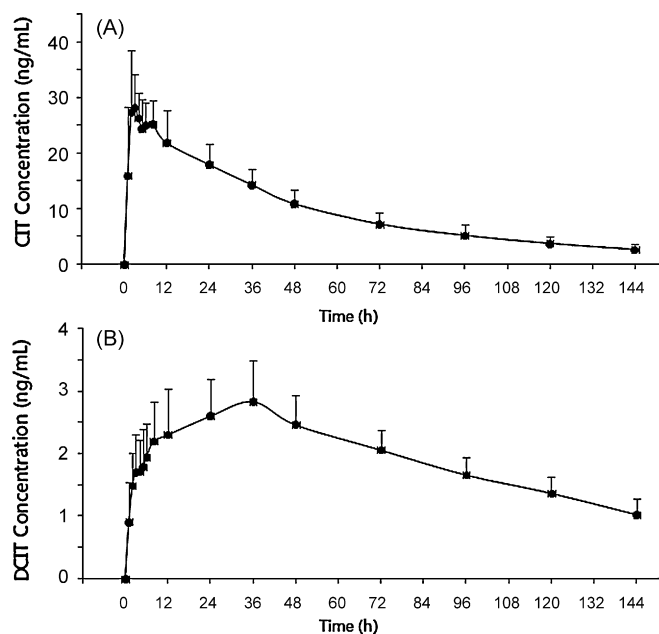 (A)
CIT Concentration (ng/mL)
50
40
30
20
10
0
0 12 24 36 48 60 72 84 96 108 120 132 144
Time (h)
(B)
DCIT Concentration (ng/mL)
4
3
2
1
0
0 12 24 36 48 60 72 84 96 108 120 132 144
Time (h)